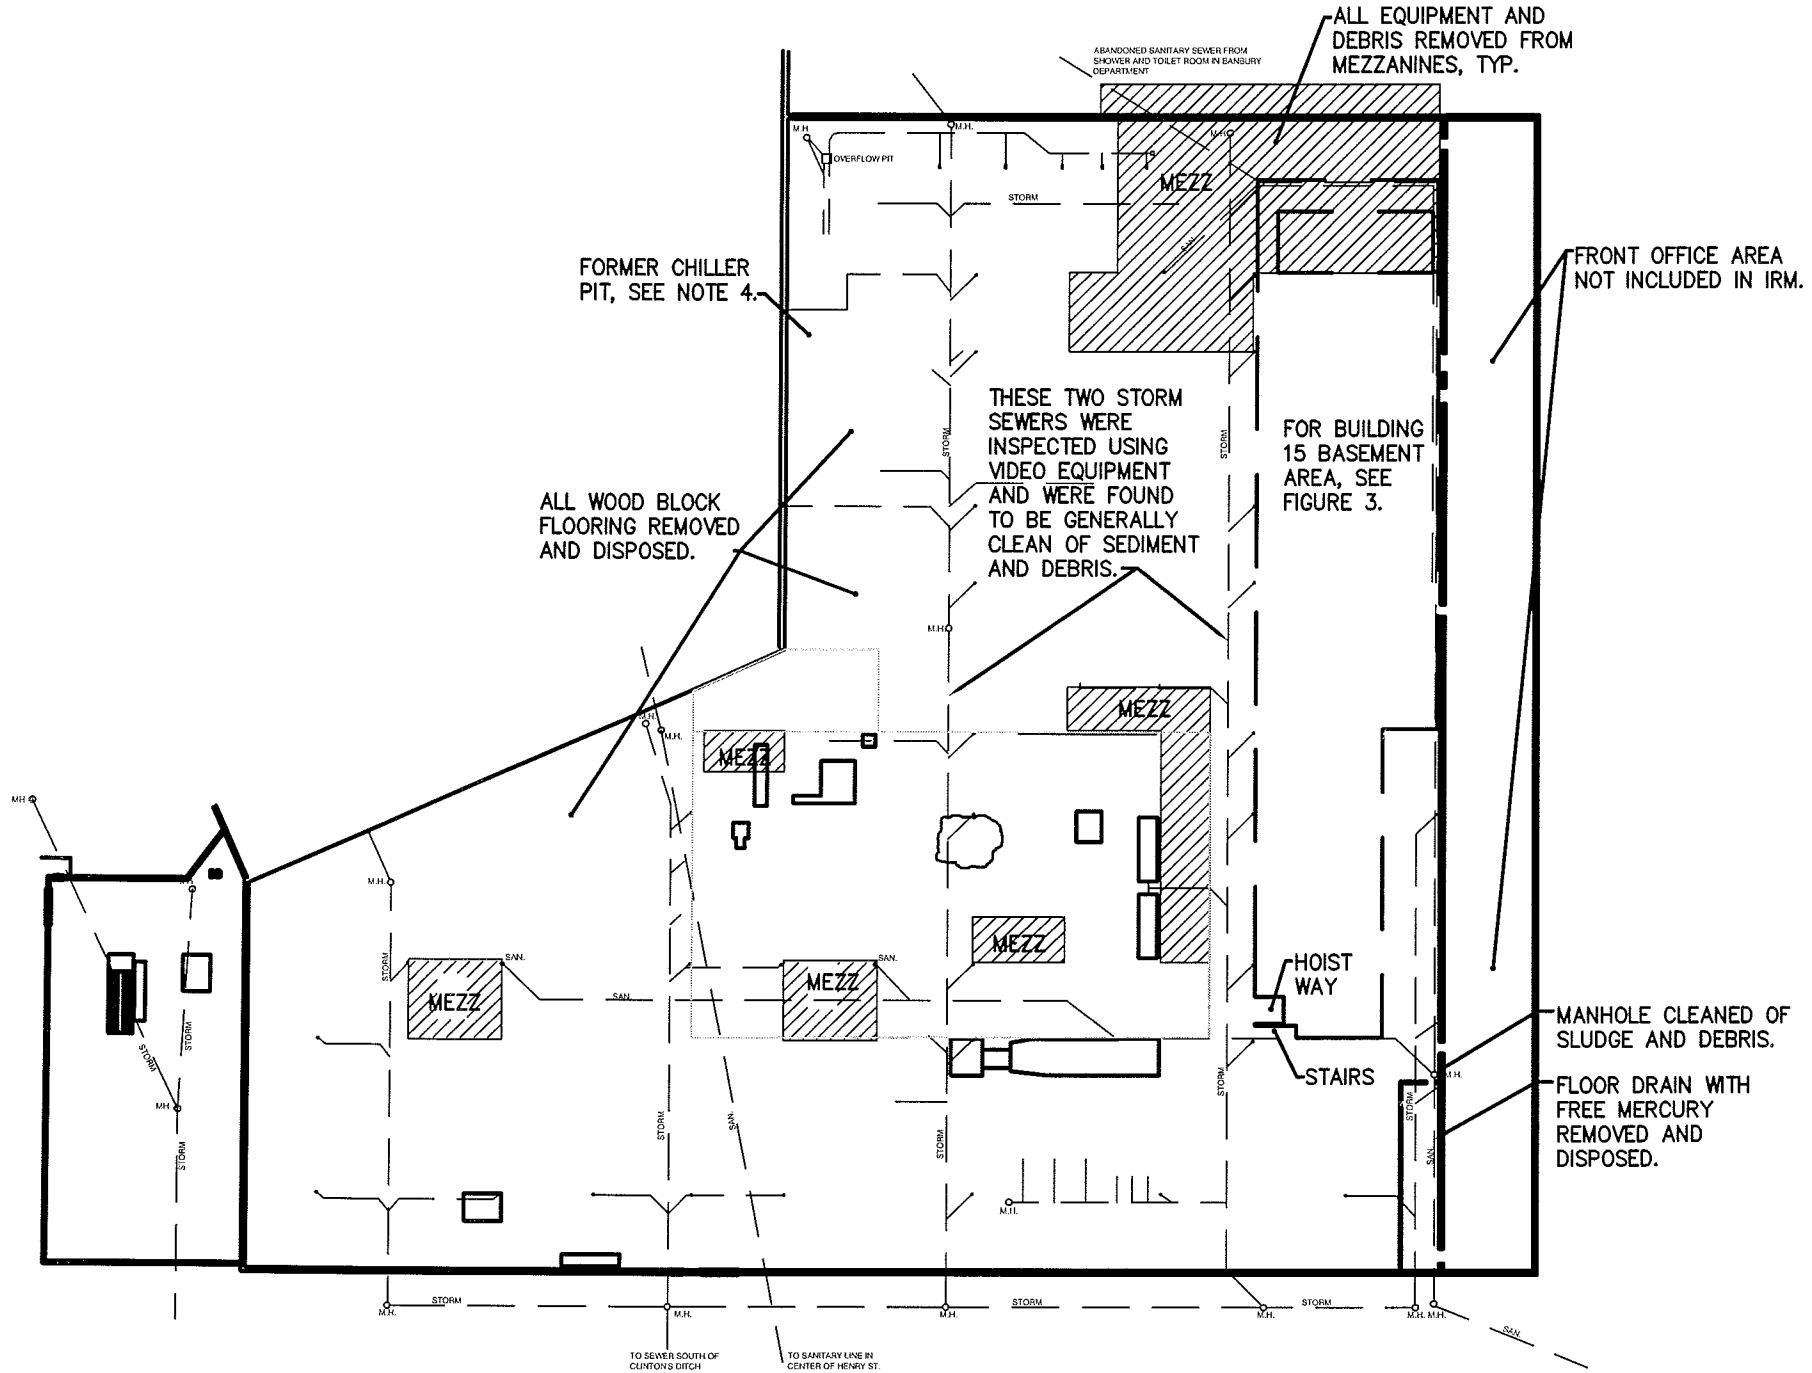 ALL EQUIPMENT AND
DEBRIS REMOVED FROM
MEZZANINES, TYP.
ABANDONED SANITARY SEWER FROM
SHOWER AND TOILET ROOM IN BANBURY
DEPARTMENT
M.H.
M.H.
M.H.
OVERFLOW PIT
MEZZ
STORM
SAN.
FORMER CHILLER
PIT, SEE NOTE 4.
FRONT OFFICE AREA
NOT INCLUDED IN IRM.
THESE TWO STORM
SEWERS WERE
INSPECTED USING
VIDEO EQUIPMENT
AND WERE FOUND
TO BE GENERALLY
CLEAN OF SEDIMENT
AND DEBRIS.
STORM
STORM
FOR BUILDING
15 BASEMENT
AREA, SEE
FIGURE 3.
ALL WOOD BLOCK
FLOORING REMOVED
AND DISPOSED.
M.H.
MEZZ
M.H.
M.H.
MEZZ
MH
M.H.
MEZZ
SAN.
SAN.
STORM
STORM
MEZZ
MEZZ
SAN.
HOIST
WAY
MANHOLE CLEANED OF
SLUDGE AND DEBRIS.
STORM
STORM
STAIRS
M.H.
FLOOR DRAIN WITH
FREE MERCURY
REMOVED AND
DISPOSED.
MH
STORM
STORM
STORM
SAN.
STORM
STORM
STORM
SAN.
M.H.
STORM
STORM
STORM
M.H.
M.H.
M.H.
M.H.
M.H. M.H.
SAN.
TO SEWER SOUTH OF
CLINTON'S DITCH
TO SANITARY LINE IN
CENTER OF HENRY ST.